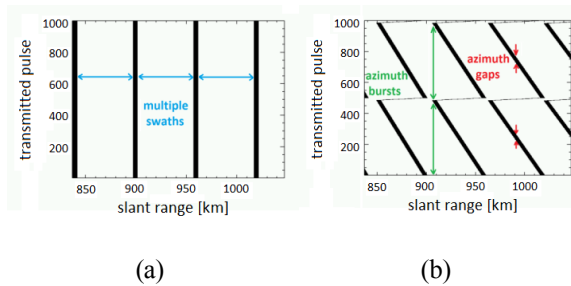 1000
800
600
400
200
transmitted pulse
multiple
swaths
850
900
950
1000
slant range [km]
(a)
1000
800
600
400
200
transmitted pulse
azimuth
bursts
azimuth
gaps
850
900
950
1000
slant range [km]
(b)